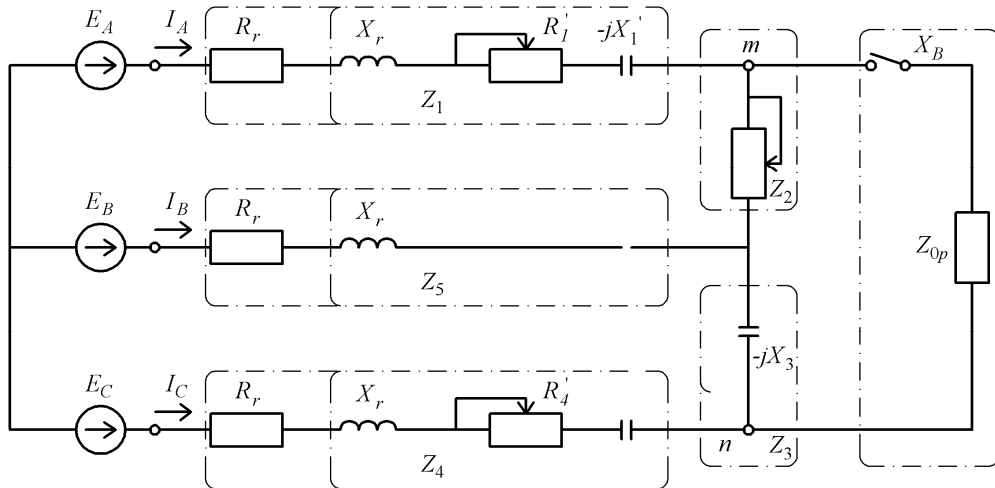 E_A I_A R_r X_r R_1' -jX_1' m X_B
Z_1
Z_2
E_B I_B R_r X_r Z_0p
Z_5
-jX_3
E_C I_C R_r X_r R_4'
Z_4 n Z_3